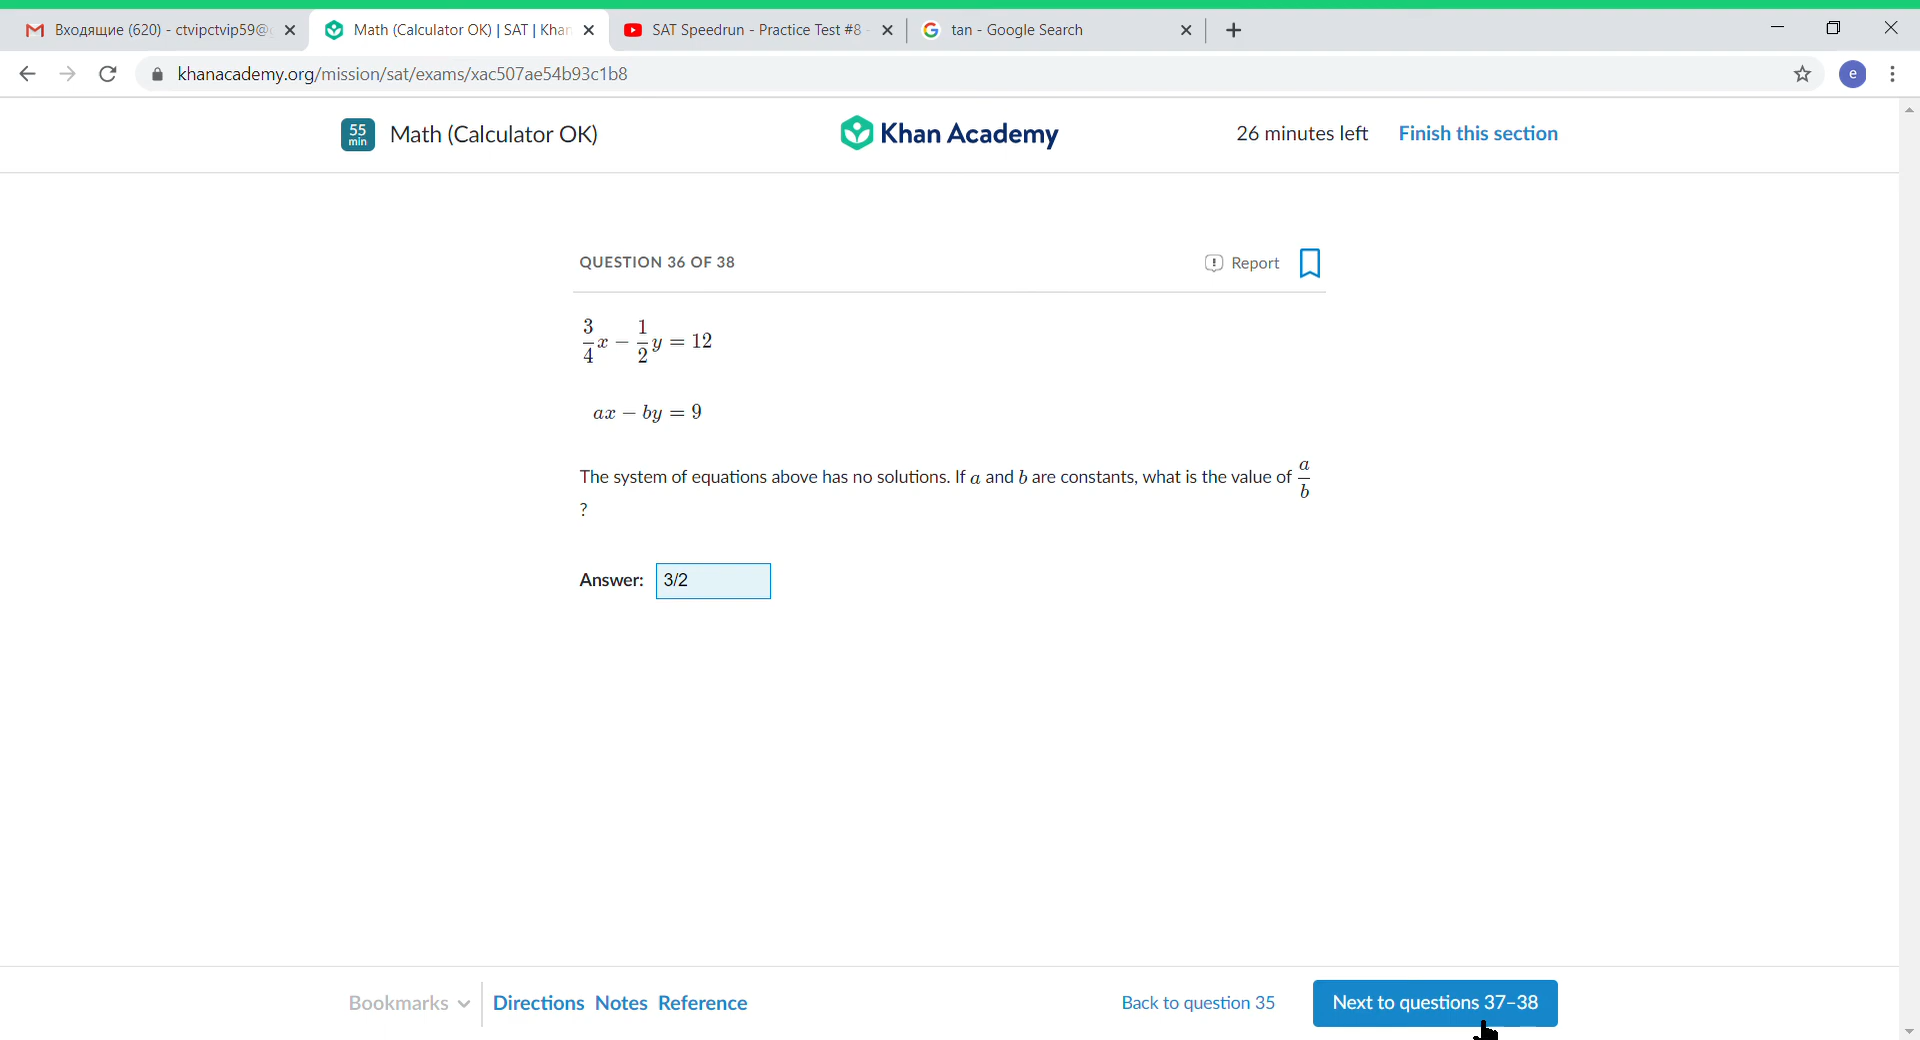 Входящие (620) - ctvipctvip59@
Math (Calculator OK) | SAT | Khan
SAT Speedrun - Practice Test #8 -
tan - Google Search
khanacademy.org/mission/sat/exams/xac507ae54b93c1b8
e
55
min
Math (Calculator OK)
Khan Academy
26 minutes left
Finish this section
QUESTION 36 OF 38
Report
3/4 x − 1/2 y = 12
ax − by = 9
The system of equations above has no solutions. If a and b are constants, what is the value of a/b
?
Answer: 3/2
Bookmarks
Directions
Notes
Reference
Back to question 35
Next to questions 37–38